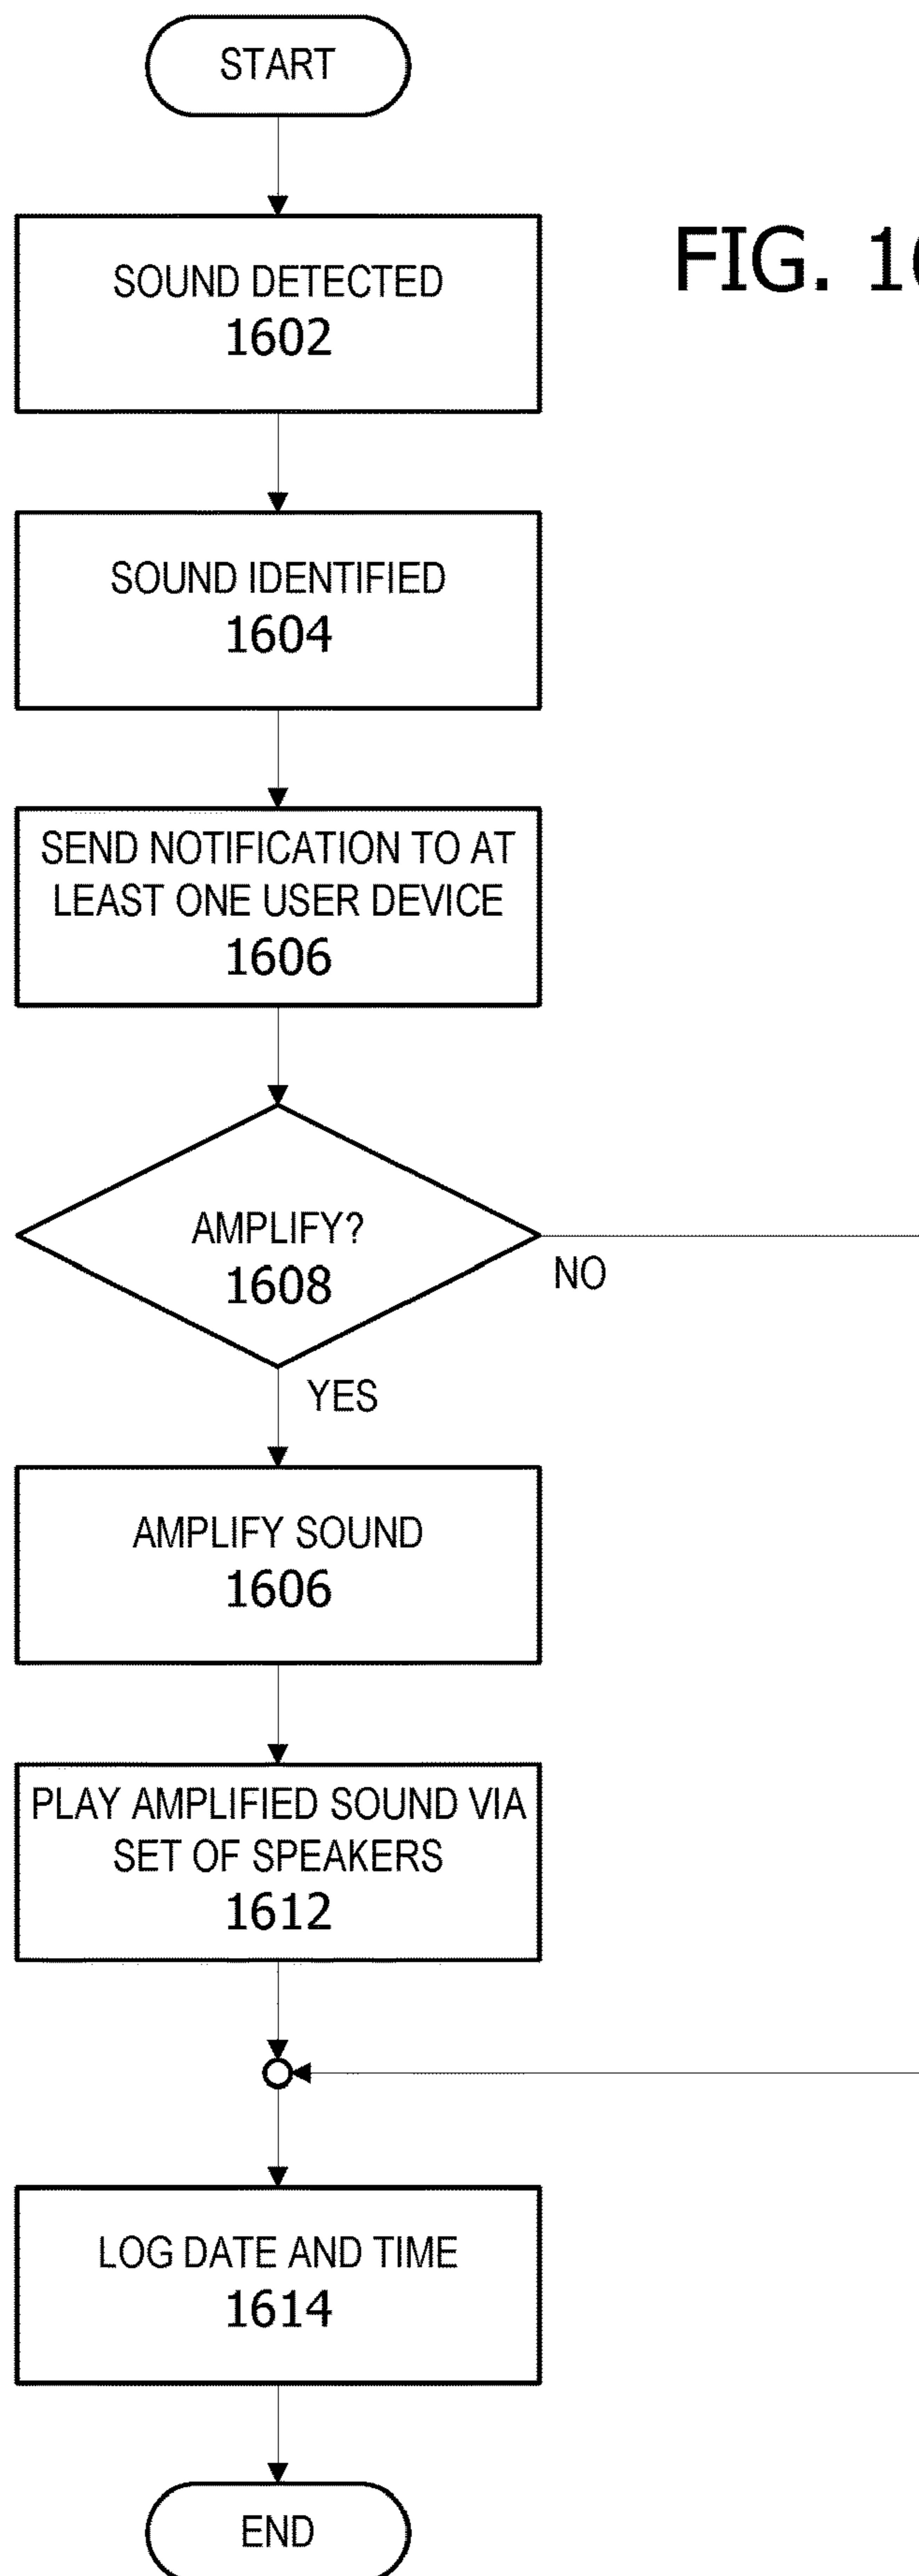 START
SOUND DETECTED
1602
FIG. 16
SOUND IDENTIFIED
1604
SEND NOTIFICATION TO AT
LEAST ONE USER DEVICE
1606
AMPLIFY?
1608
NO
YES
AMPLIFY SOUND
1606
PLAY AMPLIFIED SOUND VIA
SET OF SPEAKERS
1612
LOG DATE AND TIME
1614
END